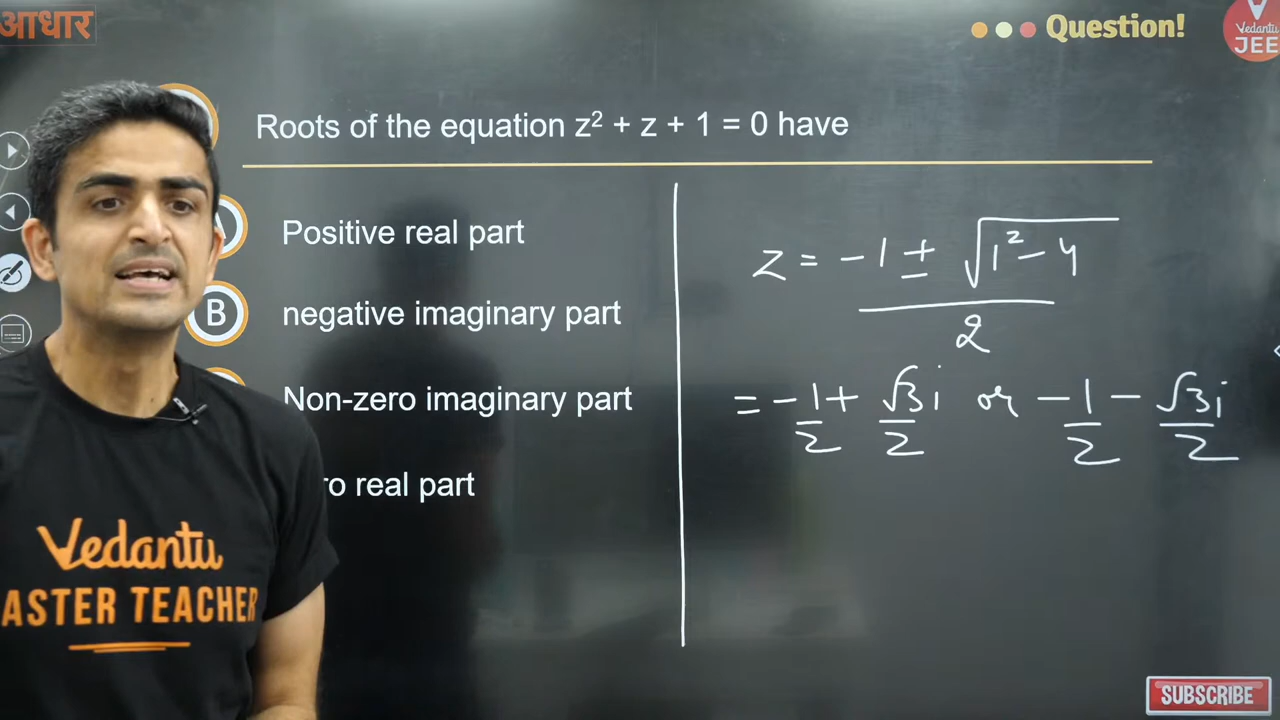 आधार
Question!
Vedantu
JEE
Roots of the equation z² + z + 1 = 0 have
Positive real part
B negative imaginary part
Non-zero imaginary part
real part
z = -1 ± √(1² - 4)
2
= -1/2 + √3i/2 or -1/2 - √3i/2
Vedantu
ASTER TEACHER
SUBSCRIBE